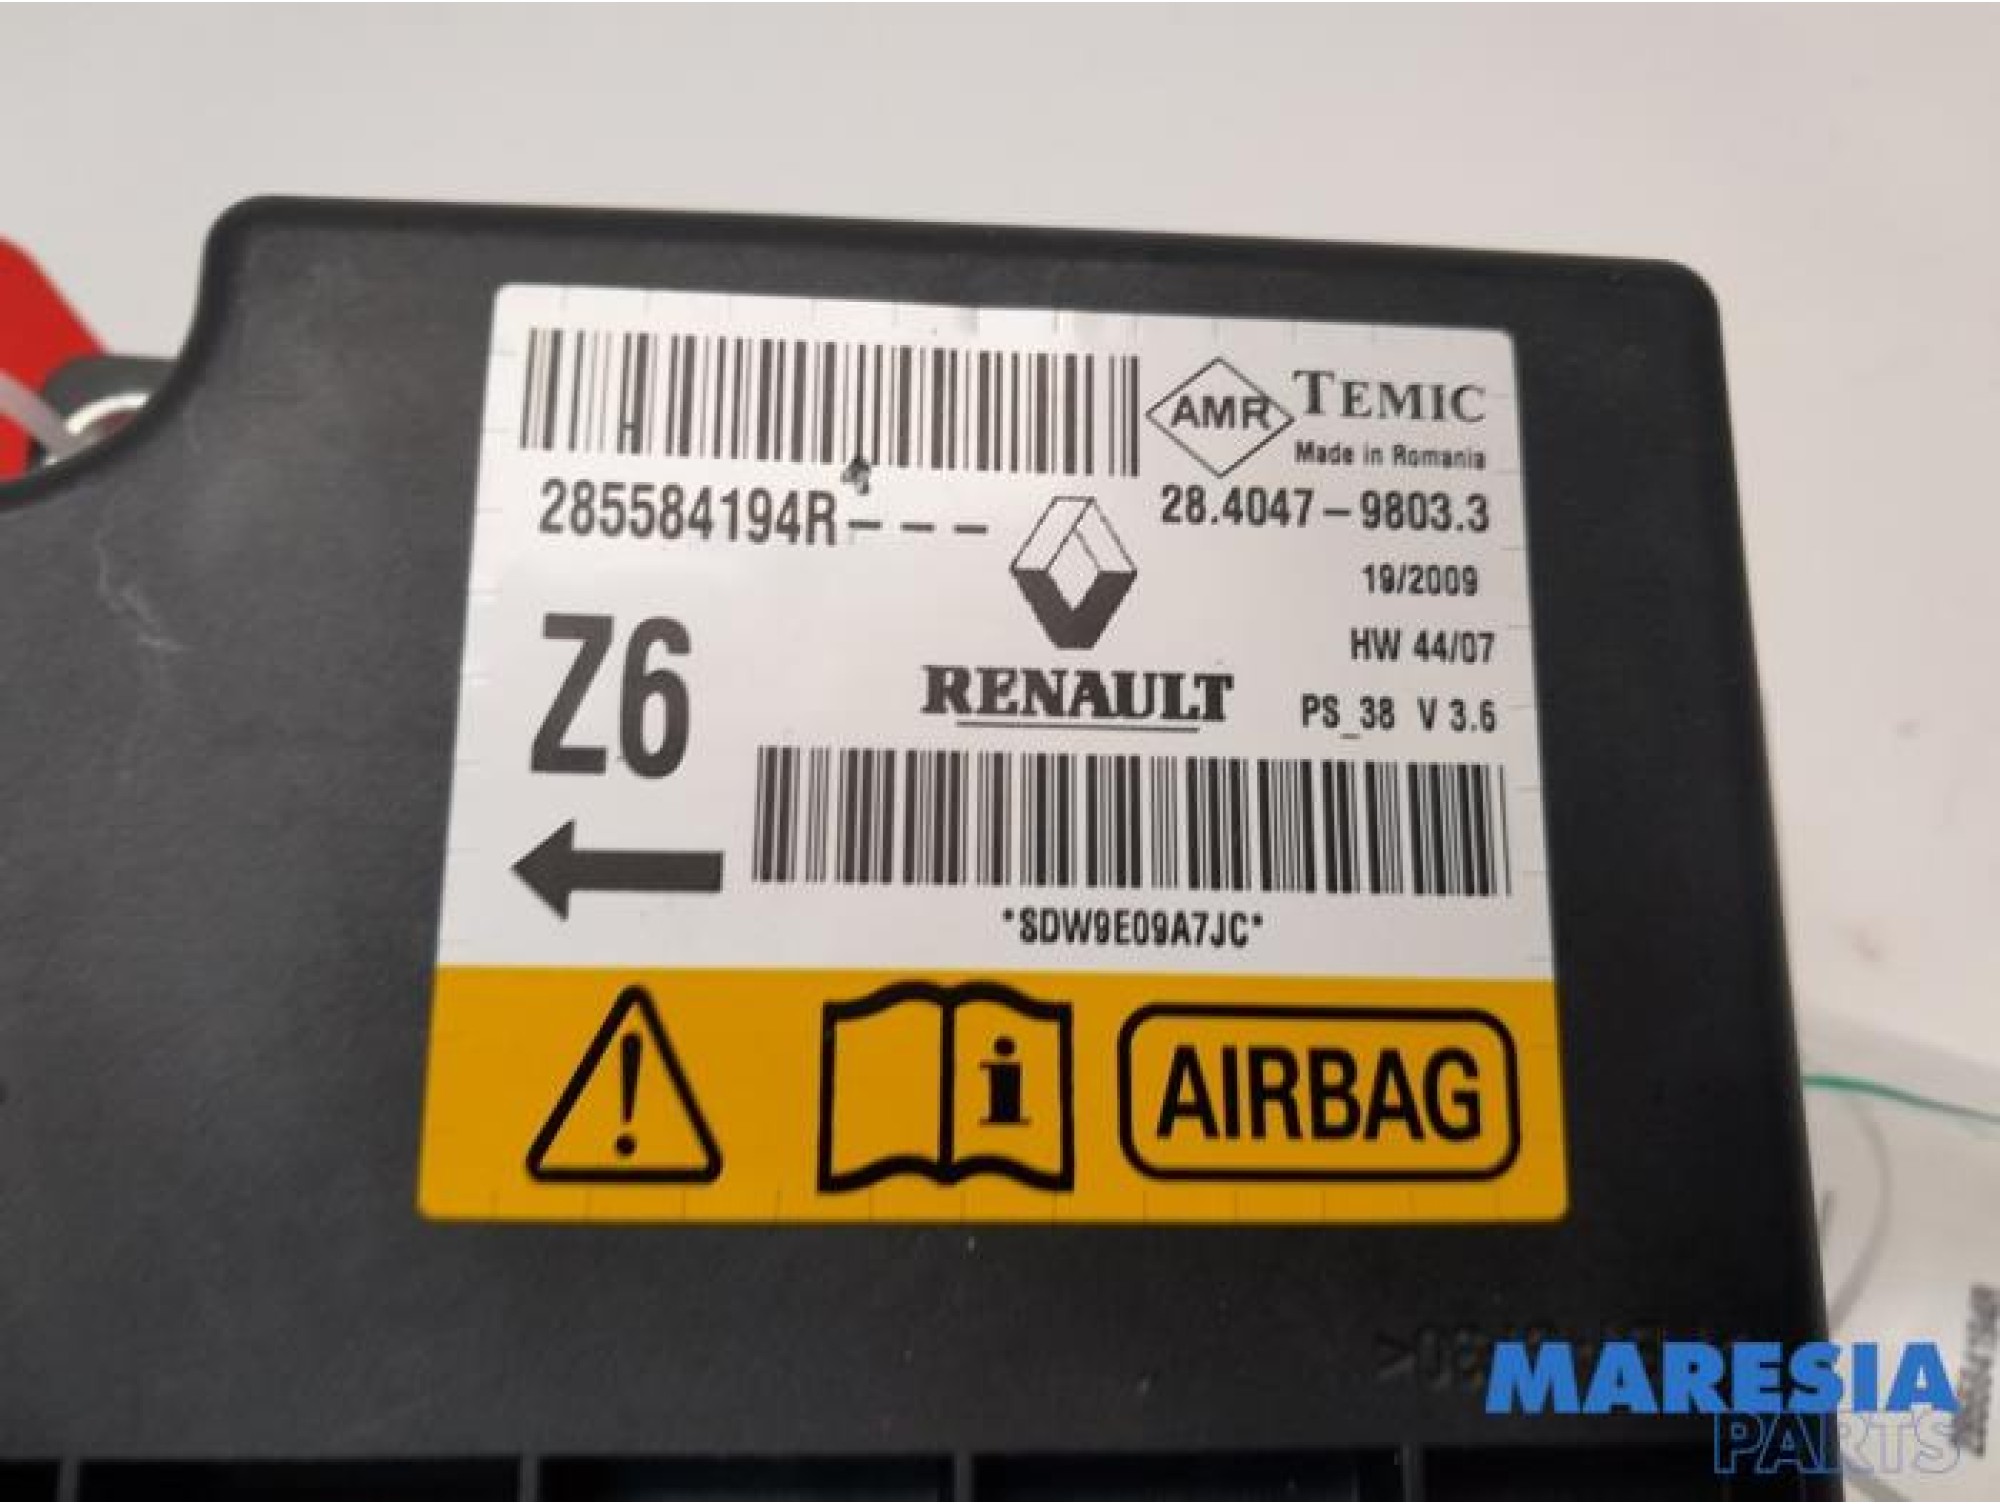 AMR TEMIC
Made in Romania
285584194R--- 28.4047-9803.3
19/2009
Z6 HW 44/07
RENAULT PS_38 V 3.6
*SDW9E09A7JC*
i AIRBAG
MARESIA
PARTS
285584194R